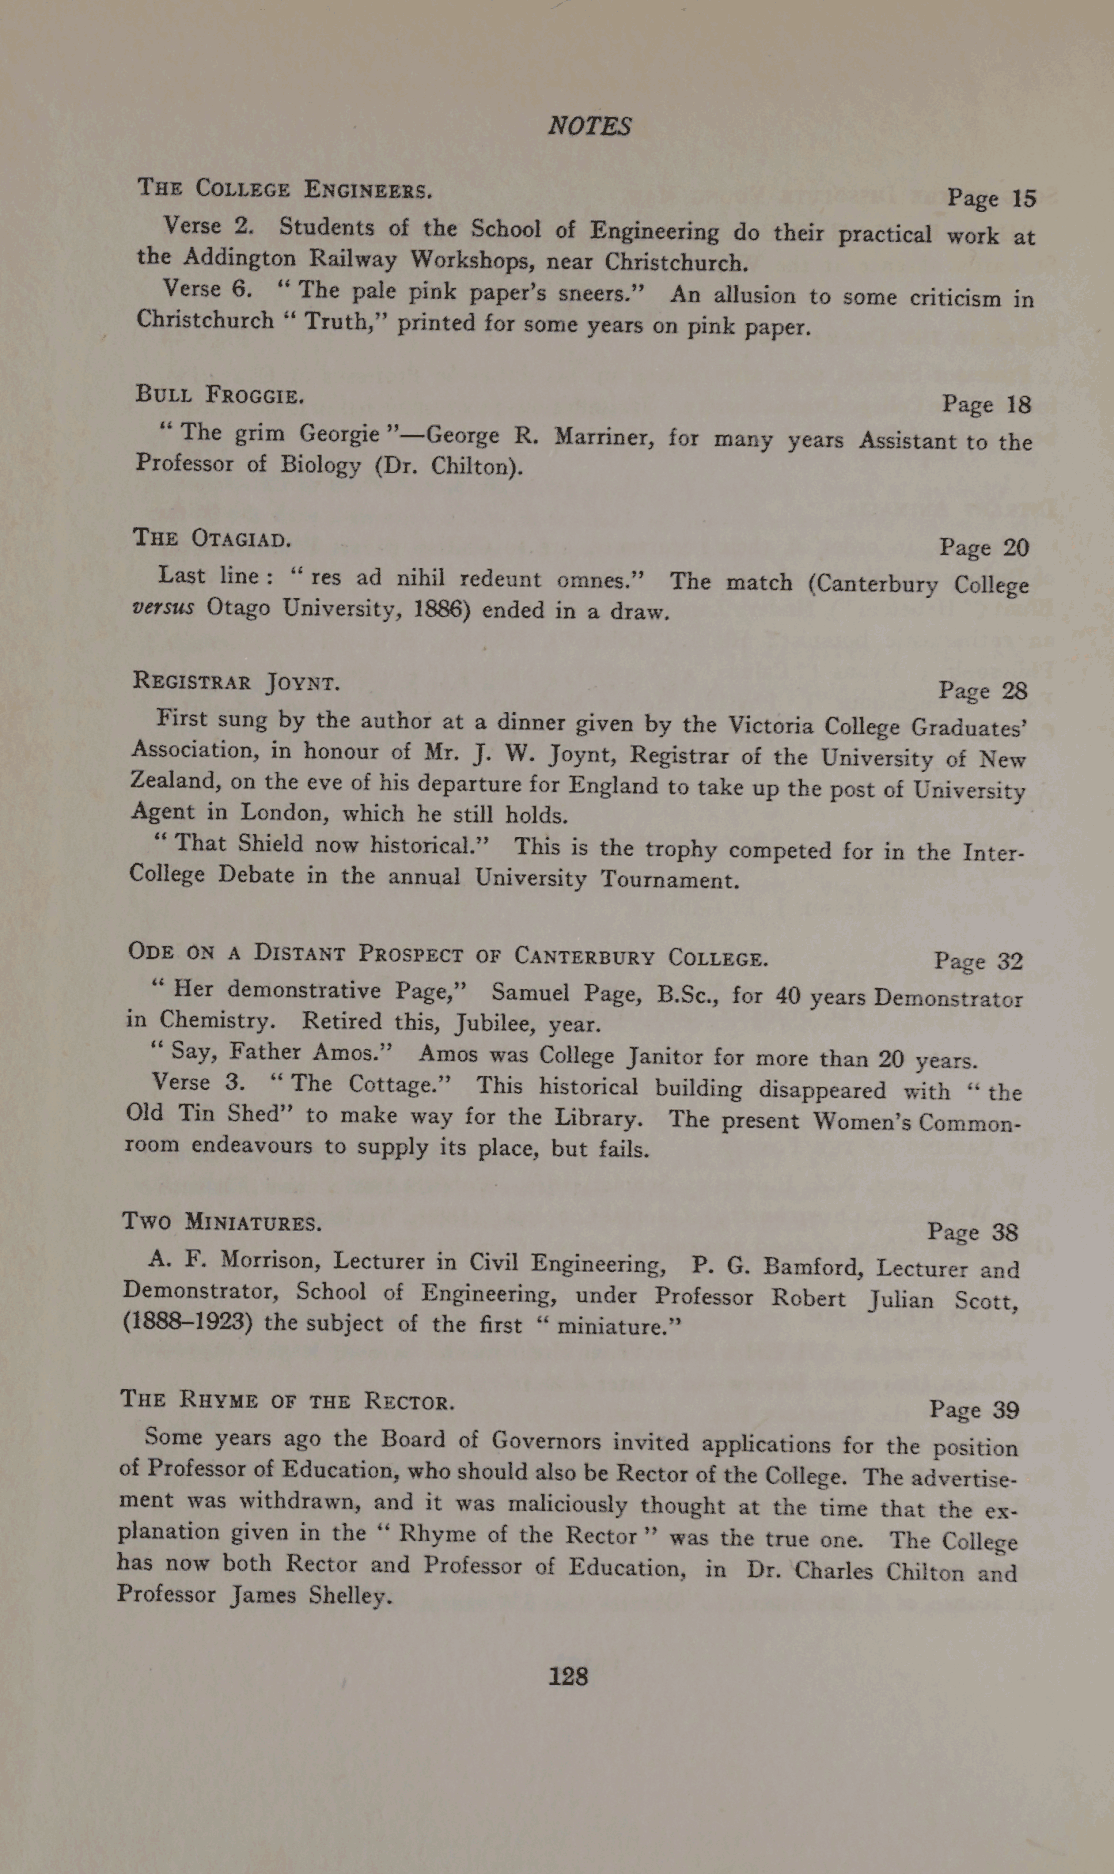 NOTES
THE COLLEGE ENGINEERS. Page 15
Verse 2. Students of the School of Engineering do their practical work at
the Addington Railway Workshops, near Christchurch.
Verse 6. “ The pale pink paper’s sneers.” An allusion to some criticism in
Christchurch “ Truth,” printed for some years on pink paper.
BULL FROGGIE. Page 18
“ The grim Georgie ”—George R. Marriner, for many years Assistant to the
Professor of Biology (Dr. Chilton).
THE OTAGIAD. Page 20
Last line : “ res ad nihil redeunt omnes.” The match (Canterbury College
versus Otago University, 1886) ended in a draw.
REGISTRAR JOYNT. Page 28
First sung by the author at a dinner given by the Victoria College Graduates’
Association, in honour of Mr. J. W. Joynt, Registrar of the University of New
Zealand, on the eve of his departure for England to take up the post of University
Agent in London, which he still holds.
“ That Shield now historical.” This is the trophy competed for in the Inter-
College Debate in the annual University Tournament.
ODE ON A DISTANT PROSPECT OF CANTERBURY COLLEGE. Page 32
“ Her demonstrative Page,” Samuel Page, B.Sc., for 40 years Demonstrator
in Chemistry. Retired this, Jubilee, year.
“ Say, Father Amos.” Amos was College Janitor for more than 20 years.
Verse 3. “ The Cottage.” This historical building disappeared with “ the
Old Tin Shed” to make way for the Library. The present Women’s Common-
room endeavours to supply its place, but fails.
TWO MINIATURES. Page 38
A. F. Morrison, Lecturer in Civil Engineering, P. G. Bamford, Lecturer and
Demonstrator, School of Engineering, under Professor Robert Julian Scott,
(1888–1923) the subject of the first “ miniature.”
THE RHYME OF THE RECTOR. Page 39
Some years ago the Board of Governors invited applications for the position
of Professor of Education, who should also be Rector of the College. The advertise-
ment was withdrawn, and it was maliciously thought at the time that the ex-
planation given in the “ Rhyme of the Rector ” was the true one. The College
has now both Rector and Professor of Education, in Dr. Charles Chilton and
Professor James Shelley.
128